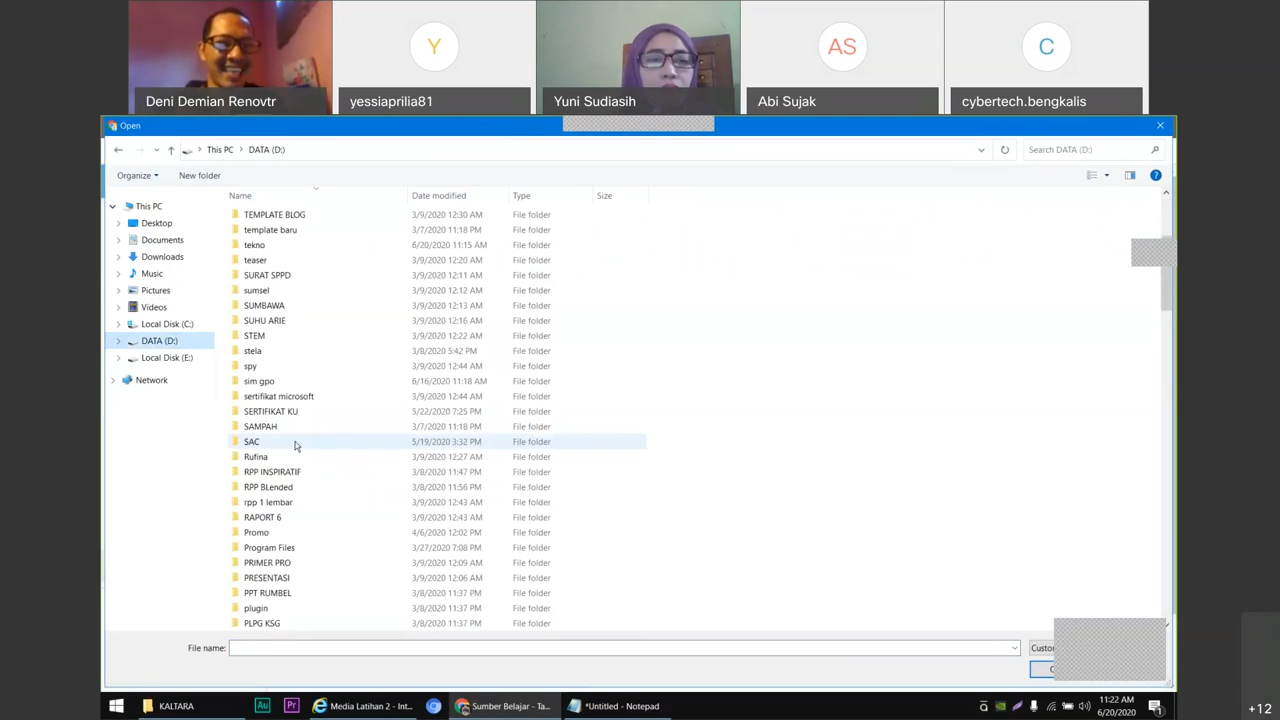 Y
AS
C
Deni Demian Renovtr
yessiaprilia81
Yuni Sudiasih
Abi Sujak
cybertech.bengkalis
Open
This PC > DATA (D:)
Search DATA (D:)
Organize
New folder
?
Name Date modified Type Size
This PC
Desktop
Documents
Downloads
Music
Pictures
Videos
Local Disk (C:)
DATA (D:)
Local Disk (E:)
Network
TEMPLATE BLOG 3/9/2020 12:30 AM File folder
template baru 3/7/2020 11:18 PM File folder
tekno 6/20/2020 11:15 AM File folder
teaser 3/9/2020 12:20 AM File folder
SURAT SPPD 3/9/2020 12:11 AM File folder
sumsel 3/9/2020 12:12 AM File folder
SUMBAWA 3/9/2020 12:13 AM File folder
SUHU ARIE 3/9/2020 12:16 AM File folder
STEM 3/9/2020 12:22 AM File folder
stela 3/8/2020 5:42 PM File folder
spy 3/9/2020 12:44 AM File folder
sim gpo 6/16/2020 11:18 AM File folder
sertifikat microsoft 3/9/2020 12:44 AM File folder
SERTIFIKAT KU 5/22/2020 7:25 PM File folder
SAMPAH 3/7/2020 11:18 PM File folder
SAC 5/19/2020 3:32 PM File folder
Rufina 3/9/2020 12:27 AM File folder
RPP INSPIRATIF 3/8/2020 11:47 PM File folder
RPP BLended 3/8/2020 11:56 PM File folder
rpp 1 lembar 3/9/2020 12:43 AM File folder
RAPORT 6 3/9/2020 12:43 AM File folder
Promo 4/6/2020 12:02 PM File folder
Program Files 3/27/2020 7:08 PM File folder
PRIMER PRO 3/9/2020 12:09 AM File folder
PRESENTASI 3/9/2020 12:06 AM File folder
PPT RUMBEL 3/8/2020 11:37 PM File folder
plugin 3/8/2020 11:37 PM File folder
PLPG KSG 3/8/2020 11:37 PM File folder
File name:
KALTARA
Au
Pr
Media Latihan 2 - Int...
Sumber Belajar - Ta...
*Untitled - Notepad
11:22 AM
6/20/2020
1
+12